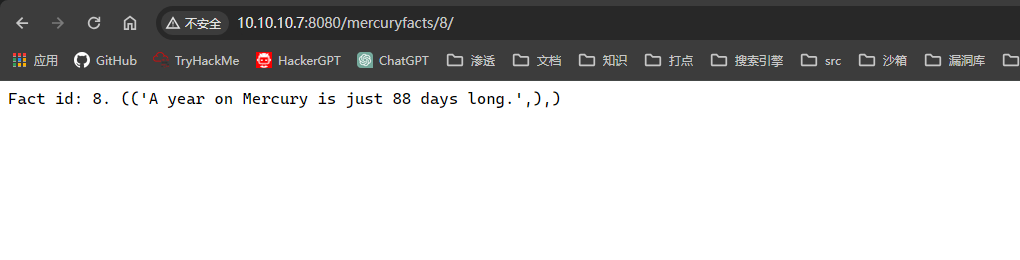 不安全 10.10.10.7:8080/mercuryfacts/8/
应用 GitHub TryHackMe HackerGPT ChatGPT 渗透 文档 知识 打点 搜索引擎 src 沙箱 漏洞库
Fact id: 8. (('A year on Mercury is just 88 days long.',),)